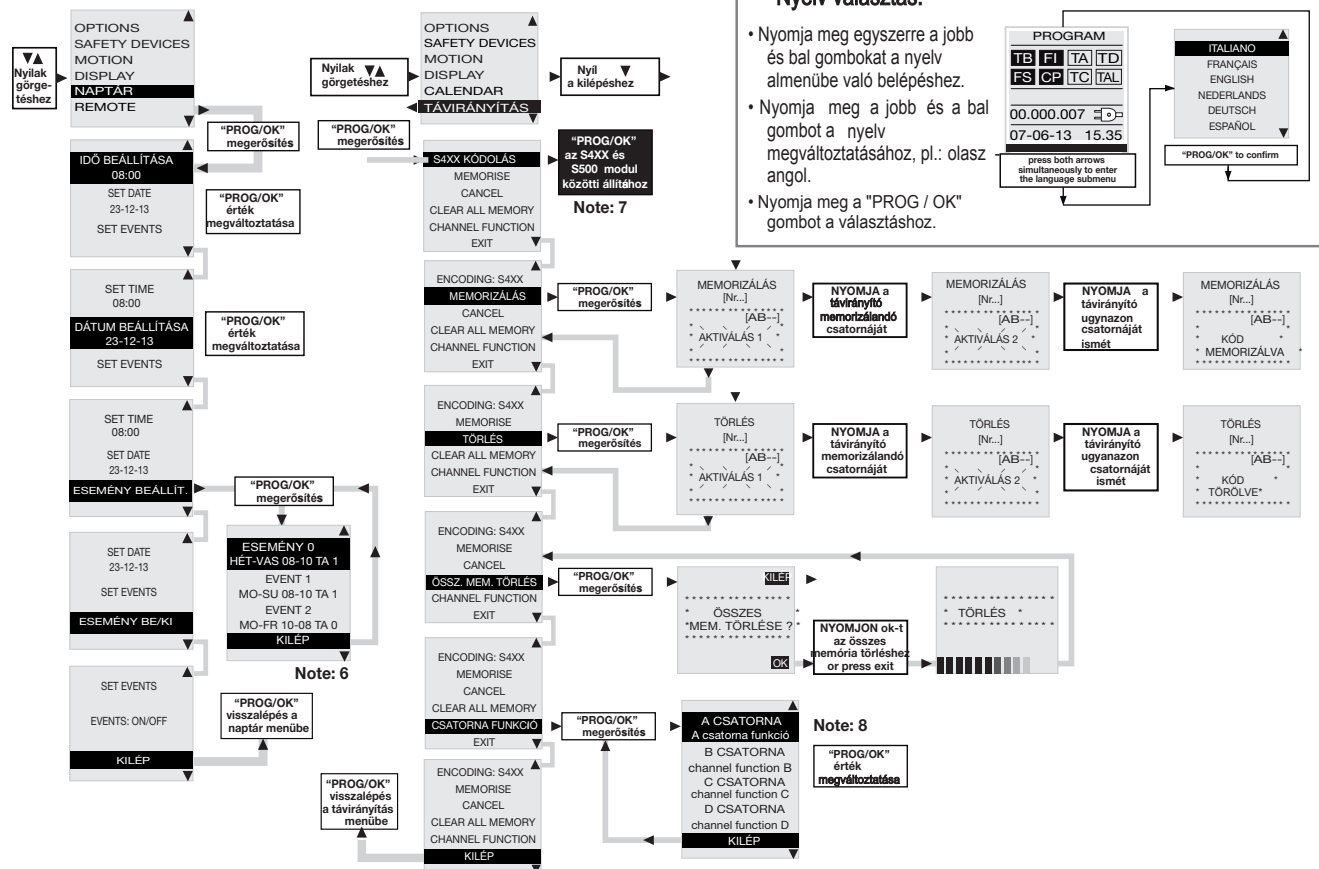 OPTIONS
SAFETY DEVICES
MOTION
DISPLAY
NAPTÁR
REMOTE
Nyilak
görge-
téshez
"PROG/OK"
megerősítés
IDŐ BEÁLLÍTÁSA
08:00
SET DATE
23-12-13
SET EVENTS
"PROG/OK"
érték
megváltoztatása
SET TIME
08:00
DÁTUM BEÁLLÍTÁSA
23-12-13
SET EVENTS
"PROG/OK"
érték
megváltoztatása
SET TIME
08:00
SET DATE
23-12-13
ESEMÉNY BEÁLLÍT.
"PROG/OK"
megerősítés
ESEMÉNY 0
HÉT-VAS 08-10 TA 1
EVENT 1
MO-SU 08-10 TA 1
EVENT 2
MO-FR 10-08 TA 0
KILÉP
Note: 6
SET DATE
23-12-13
SET EVENTS
ESEMÉNY BE/KI
SET EVENTS
EVENTS: ON/OFF
KILÉP
"PROG/OK"
visszalépés a
naptár menübe
OPTIONS
SAFETY DEVICES
MOTION
DISPLAY
CALENDAR
TÁVIRÁNYÍTÁS
Nyilak
görgetéshez
Nyíl
a kilépéshez
"PROG/OK"
megerősítés
S4XX KÓDOLÁS
MEMORISE
CANCEL
CLEAR ALL MEMORY
CHANNEL FUNCTION
EXIT
"PROG/OK"
az S4XX és
S500 modul
közötti állításhoz
Note: 7
ENCODING: S4XX
MEMORIZÁLÁS
CANCEL
CLEAR ALL MEMORY
CHANNEL FUNCTION
EXIT
"PROG/OK"
megerősítés
MEMORIZÁLÁS
[Nr...]
[AB--]
AKTIVÁLÁS 1
NYOMJA a
távirányító
memorizálandó
csatornáját
MEMORIZÁLÁS
[Nr...]
[AB--]
AKTIVÁLÁS 2
NYOMJA a
távirányító
ugynazon
csatornáját
ismét
MEMORIZÁLÁS
[Nr...]
[AB--]
KÓD
MEMORIZÁLVA
ENCODING: S4XX
MEMORISE
TÖRLÉS
CLEAR ALL MEMORY
CHANNEL FUNCTION
EXIT
"PROG/OK"
megerősítés
TÖRLÉS
[Nr...]
[AB--]
AKTIVÁLÁS 1
NYOMJA a
távirányító
memorizálandó
csatornáját
TÖRLÉS
[Nr...]
[AB--]
AKTIVÁLÁS 2
NYOMJA a
távirányító
ugyanazon
csatornáját
ismét
TÖRLÉS
[Nr...]
[AB--]
KÓD
TÖRÖLVE*
ENCODING: S4XX
MEMORISE
CANCEL
ÖSSZ. MEM. TÖRLÉS
CHANNEL FUNCTION
EXIT
"PROG/OK"
megerősítés
KILÉP
* ÖSSZES *
*MEM. TÖRLÉSE ? *
OK
NYOMJON ok-t
az összes
memória törléshez
or press exit
* TÖRLÉS *
ENCODING: S4XX
MEMORISE
CANCEL
CLEAR ALL MEMORY
CSATORNA FUNKCIÓ
EXIT
"PROG/OK"
megerősítés
A CSATORNA
A csatorna funkció
B CSATORNA
channel function B
C CSATORNA
channel function C
D CSATORNA
channel function D
KILÉP
Note: 8
"PROG/OK"
érték
megváltoztatása
ENCODING: S4XX
MEMORISE
CANCEL
CLEAR ALL MEMORY
CHANNEL FUNCTION
KILÉP
"PROG/OK"
visszalépés
a távirányítás
menübe
Nyelv választás:
• Nyomja meg egyszerre a jobb
és bal gombokat a nyelv
almenübe való belépéshez.
• Nyomja meg a jobb és a bal
gombot a nyelv
megváltoztatásához, pl.: olasz -
angol.
• Nyomja meg a "PROG / OK"
gombot a választáshoz.
PROGRAM
TB FI TA TD
FS CP TC TAL
00.000.007
07-06-13 15.35
press both arrows
simultaneously to enter
the language submenu
ITALIANO
FRANÇAIS
ENGLISH
NEDERLANDS
DEUTSCH
ESPAÑOL
"PROG/OK" to confirm